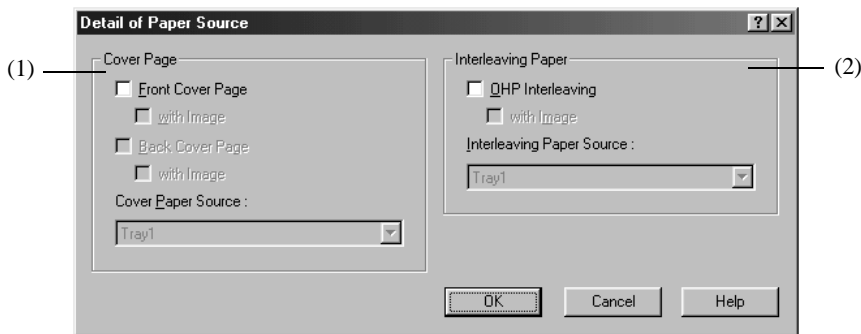 Detail of Paper Source
(1)
Cover Page
Front Cover Page
with Image
Back Cover Page
with Image
Cover Paper Source :
Tray1
Interleaving Paper
(2)
OHP Interleaving
with Image
Interleaving Paper Source :
Tray1
OK
Cancel
Help